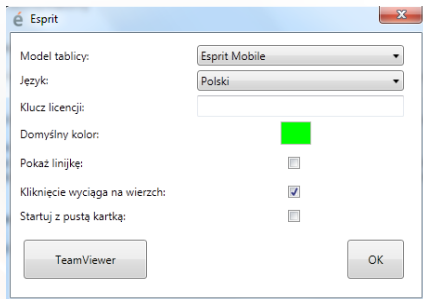 é Esprit
Model tablicy: Esprit Mobile
Język: Polski
Klucz licencji:
Domyślny kolor:
Pokaż linijkę:
Kliknięcie wyciąga na wierzch:
Startuj z pustą kartką:
TeamViewer OK